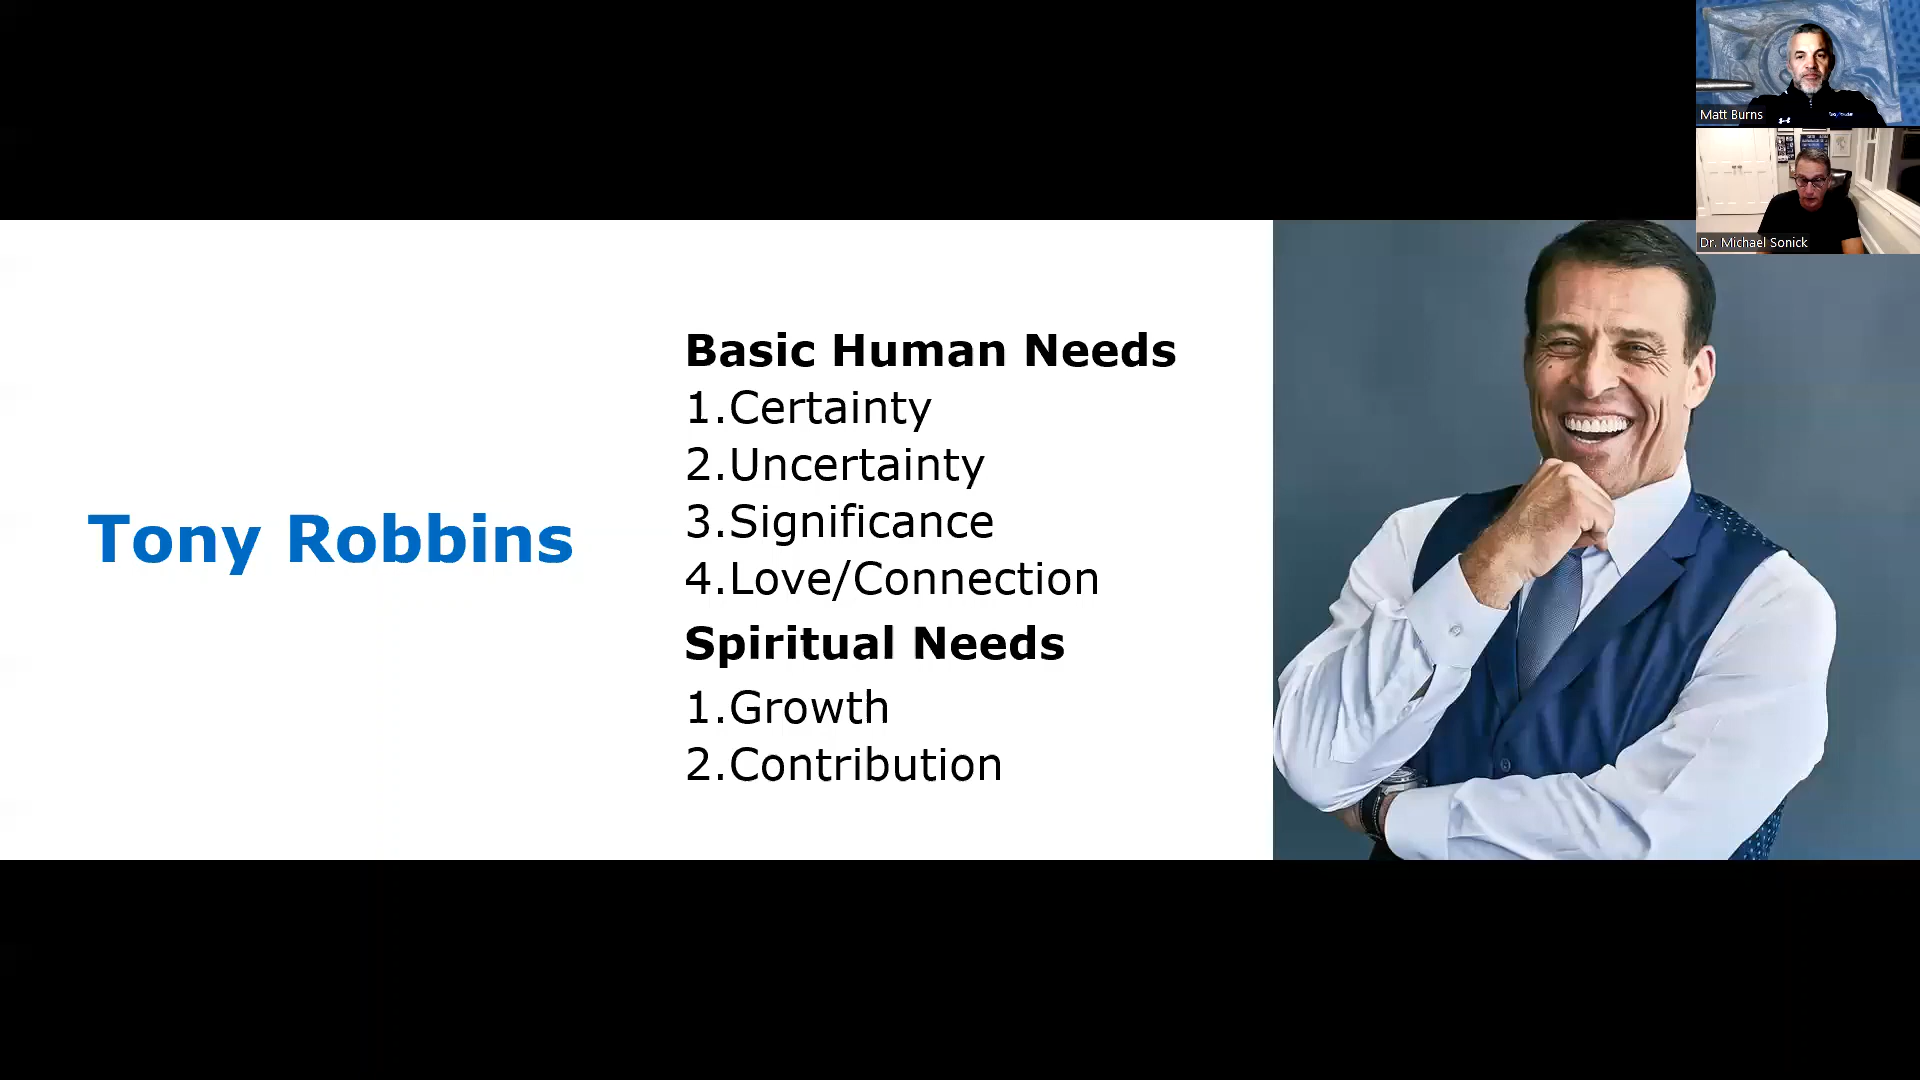 Matt Burns
Dr. Michael Sonick
Tony Robbins
Basic Human Needs
1.Certainty
2.Uncertainty
3.Significance
4.Love/Connection
Spiritual Needs
1.Growth
2.Contribution